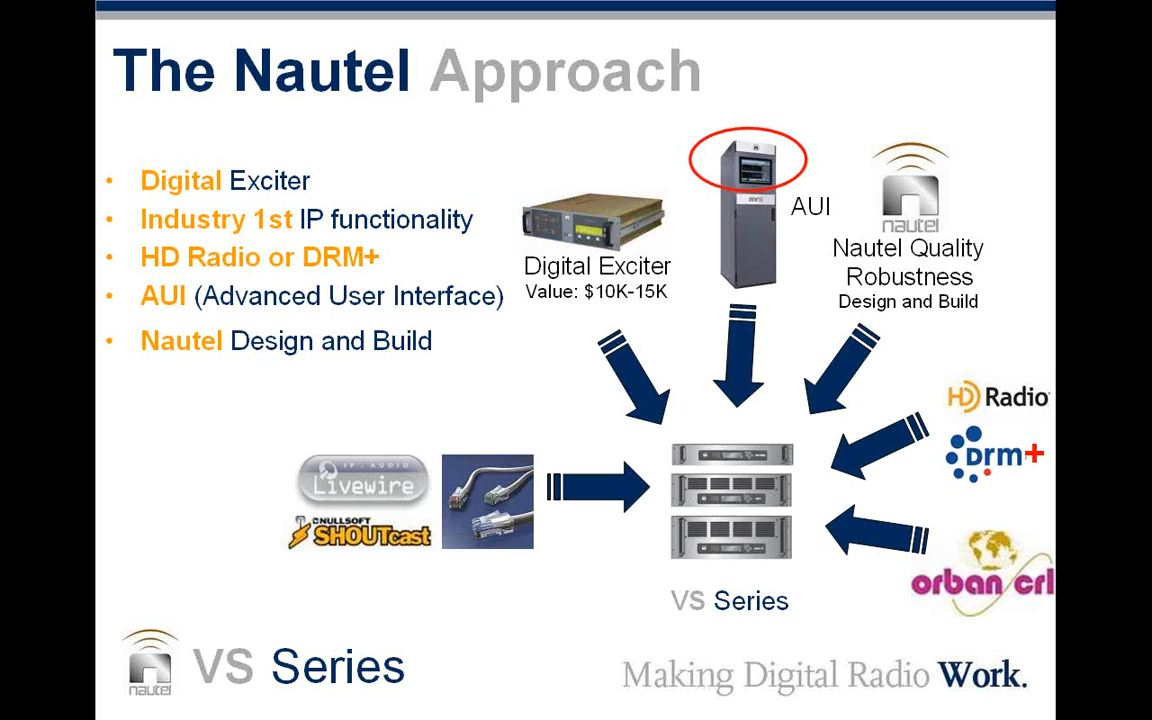 The Nautel Approach
• Digital Exciter
• Industry 1st IP functionality
• HD Radio or DRM+
• AUI (Advanced User Interface)
• Nautel Design and Build
AUI
nautel
Digital Exciter
Value: $10K-15K
Nautel Quality
Robustness
Design and Build
HD Radio
Drm+
IP-AUDIO
Livewire
NULLSOFT
SHOUTcast
orban crl
VS Series
nautel
VS Series
Making Digital Radio Work.